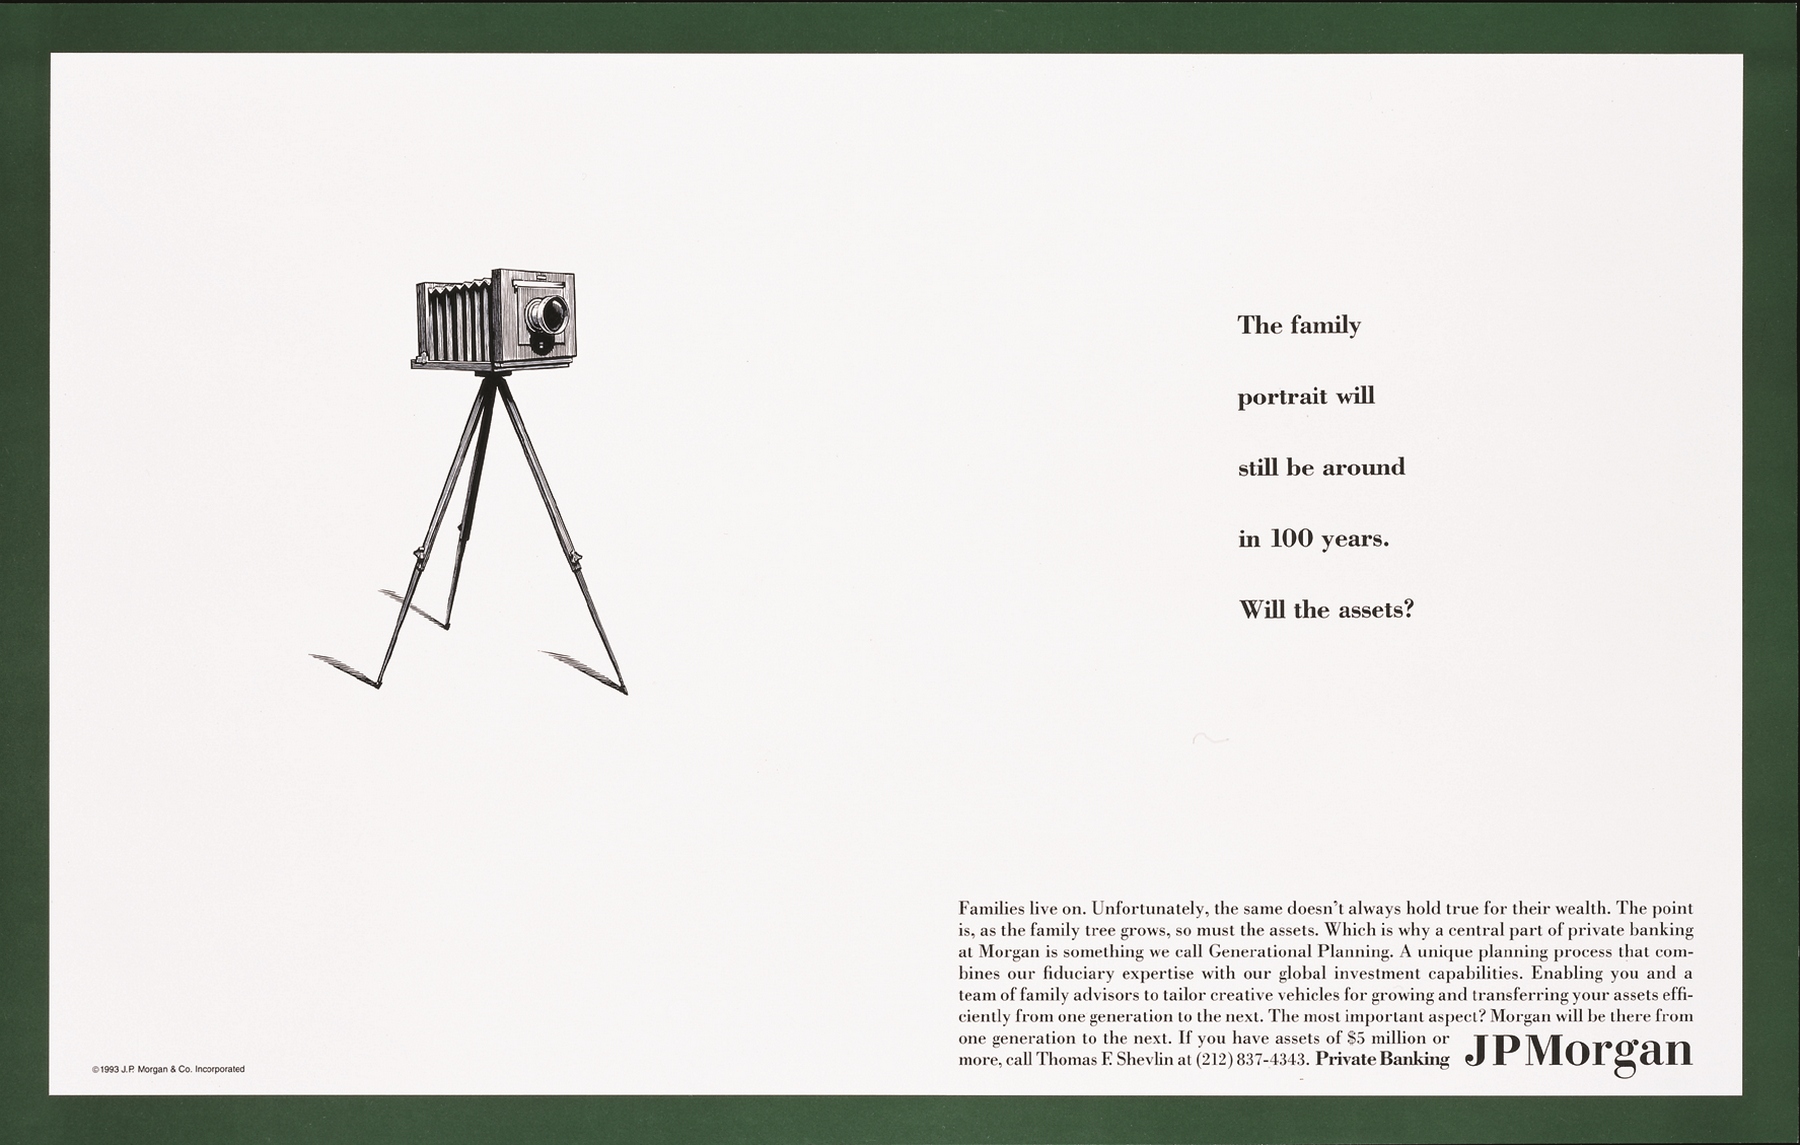 The family
portrait will
still be around
in 100 years.
Will the assets?
Families live on. Unfortunately, the same doesn't always hold true for their wealth. The point
is, as the family tree grows, so must the assets. Which is why a central part of private banking
at Morgan is something we call Generational Planning. A unique planning process that com-
bines our fiduciary expertise with our global investment capabilities. Enabling you and a
team of family advisors to tailor creative vehicles for growing and transferring your assets effi-
ciently from one generation to the next. The most important aspect? Morgan will be there from
one generation to the next. If you have assets of $5 million or
more, call Thomas F. Shevlin at (212) 837-4343. Private Banking
JPMorgan
©1993 J.P. Morgan & Co. Incorporated